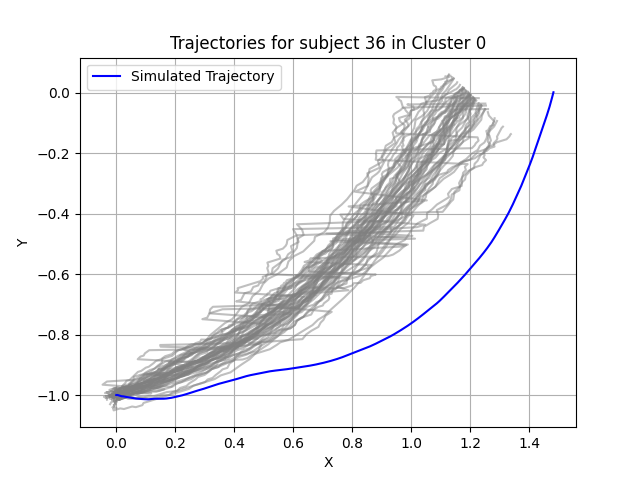 Trajectories for subject 36 in Cluster 0
Simulated Trajectory
0.0
−0.2
−0.4
−0.6
−0.8
−1.0
Y
0.0 0.2 0.4 0.6 0.8 1.0 1.2 1.4
X